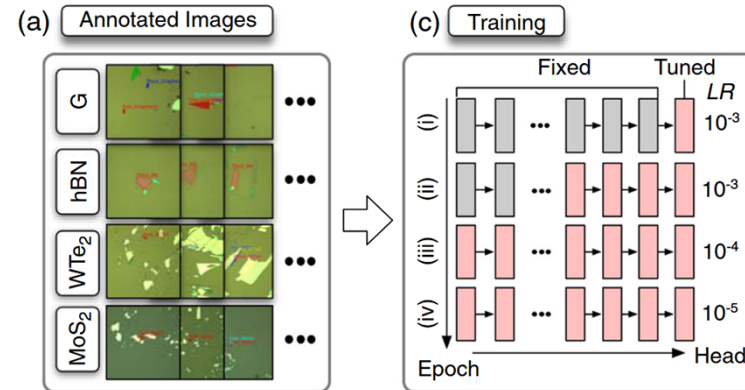 (a) Annotated Images
G
•••
hBN
•••
WTe₂
•••
MoS₂
•••
(c) Training
Fixed
Tuned
LR
(i)
•••
10⁻³
(ii)
•••
10⁻³
(iii)
•••
10⁻⁴
(iv)
•••
10⁻⁵
Epoch
Head